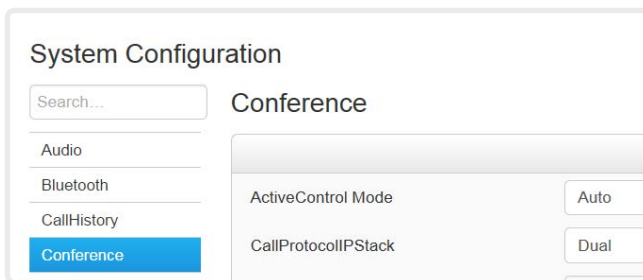 System Configuration
Search...
Conference
Audio
Bluetooth
CallHistory
Conference
ActiveControl Mode
Auto
CallProtocolIPStack
Dual